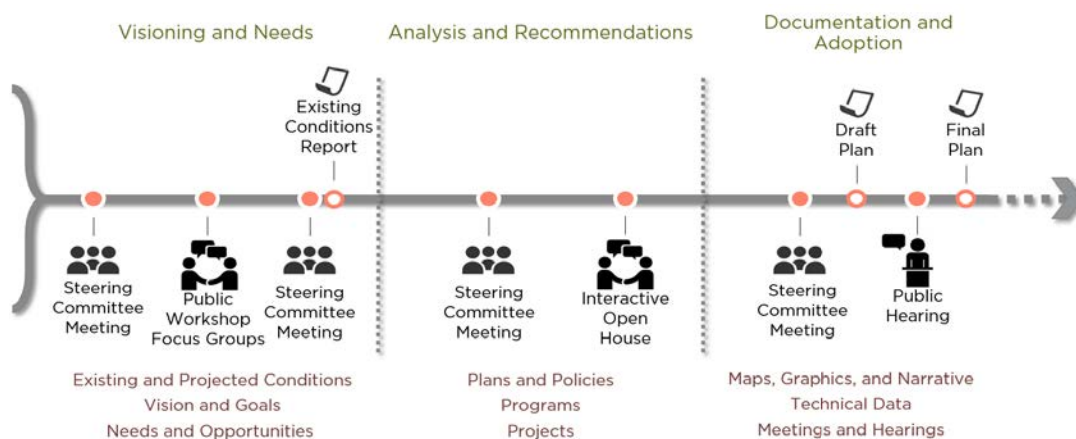 Visioning and Needs
Analysis and Recommendations
Documentation and
Adoption
Existing
Conditions
Report
Draft
Plan
Final
Plan
Steering
Committee
Meeting
Public
Workshop
Focus Groups
Steering
Committee
Meeting
Steering
Committee
Meeting
Interactive
Open
House
Steering
Committee
Meeting
Public
Hearing
Existing and Projected Conditions
Vision and Goals
Needs and Opportunities
Plans and Policies
Programs
Projects
Maps, Graphics, and Narrative
Technical Data
Meetings and Hearings